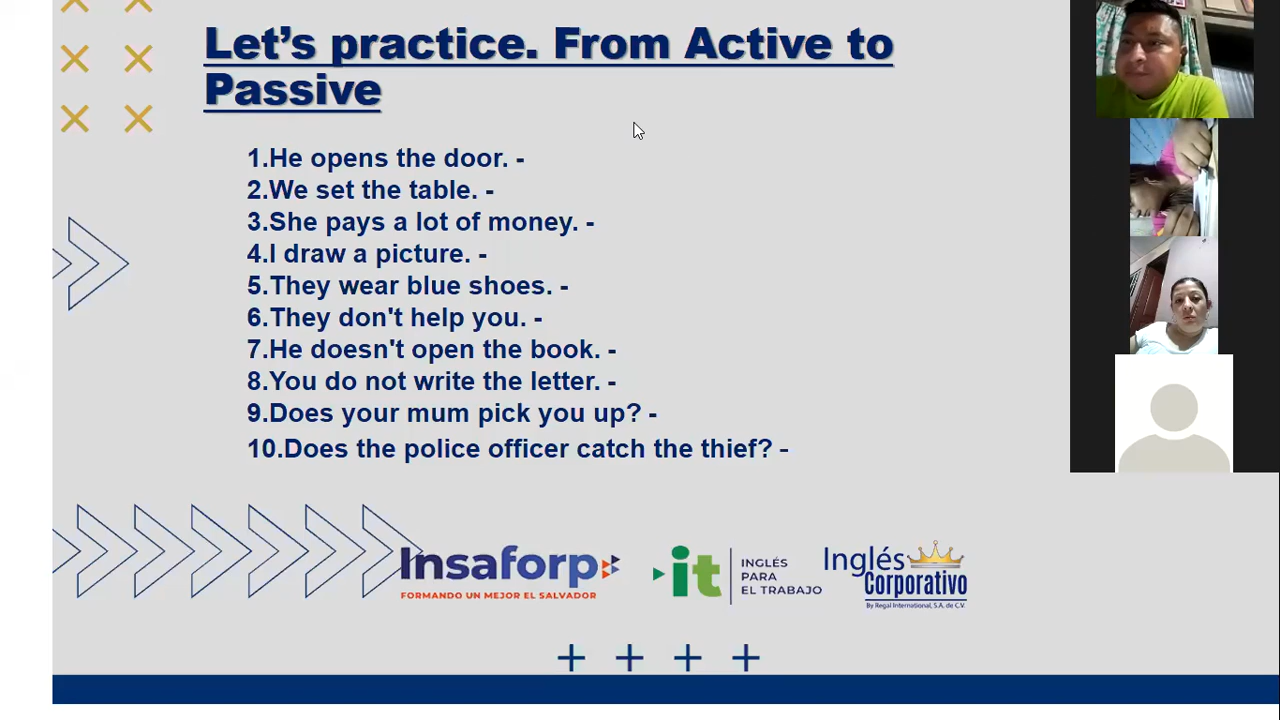 Let’s practice. From Active to
Passive
1.He opens the door. -
2.We set the table. -
3.She pays a lot of money. -
4.I draw a picture. -
5.They wear blue shoes. -
6.They don't help you. -
7.He doesn't open the book. -
8.You do not write the letter. -
9.Does your mum pick you up? -
10.Does the police officer catch the thief? -
Insaforp
FORMANDO UN MEJOR EL SALVADOR
it
INGLÉS
PARA
EL TRABAJO
Inglés
Corporativo
By Regal International, S.A. de C.V.